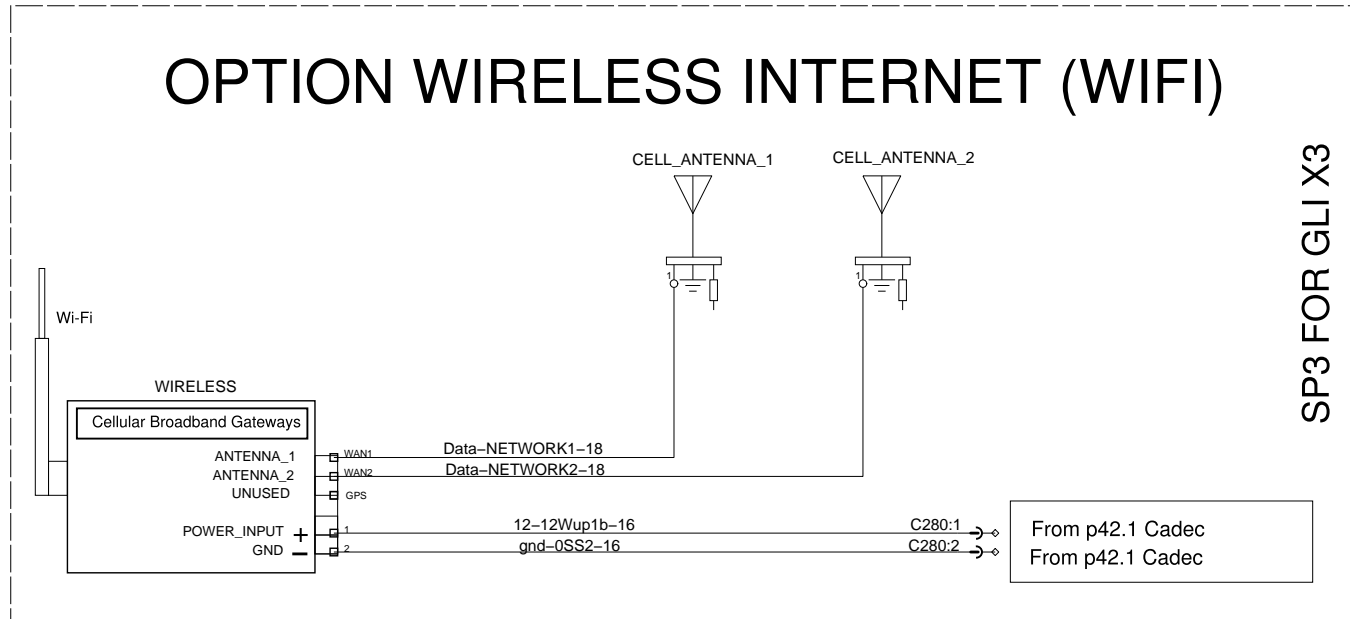 OPTION WIRELESS INTERNET (WIFI)
CELL_ANTENNA_1
CELL_ANTENNA_2
SP3 FOR GLI X3
1
1
Wi-Fi
WIRELESS
Cellular Broadband Gateways
ANTENNA_1 WAN1 Data-NETWORK1-18
ANTENNA_2 WAN2 Data-NETWORK2-18
UNUSED GPS
POWER_INPUT + 1 12-12Wup1b-16 C280:1
GND - 2 gnd-0SS2-16 C280:2
From p42.1 Cadec
From p42.1 Cadec